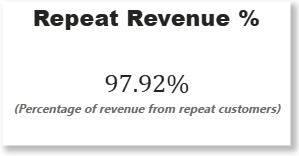 Repeat Revenue %
97.92%
(Percentage of revenue from repeat customers)